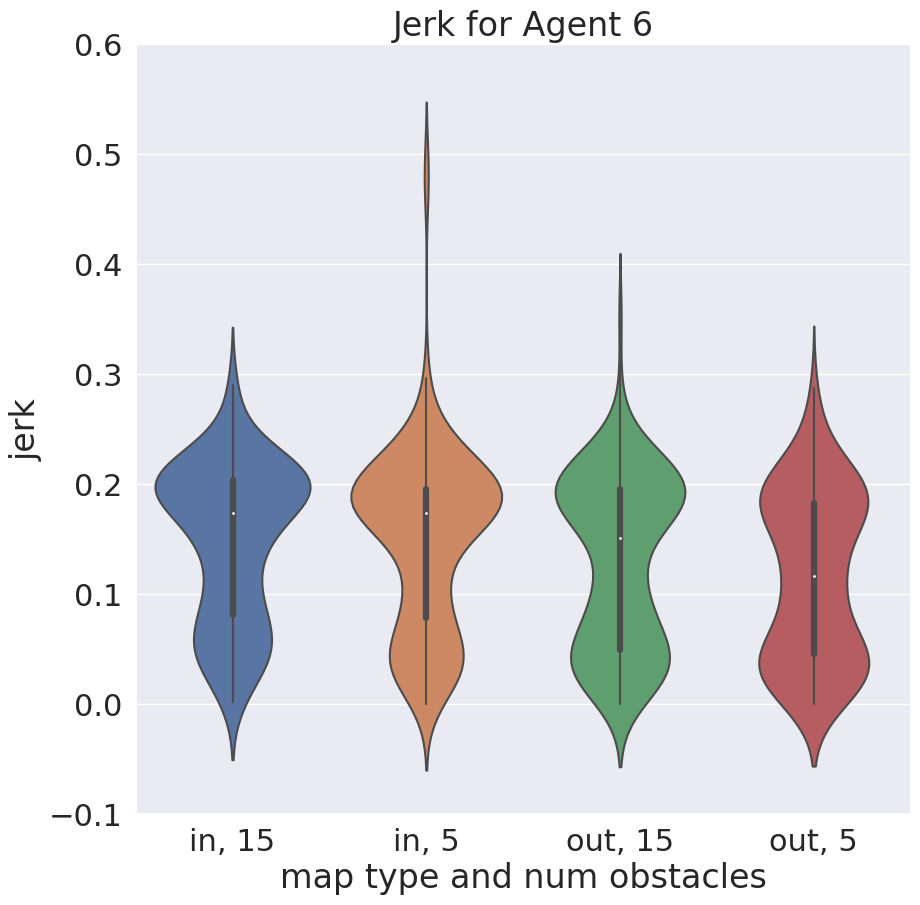 Jerk for Agent 6
0.6
0.5
0.4
0.3
0.2
0.1
0.0
−0.1
jerk
in, 15
in, 5
out, 15
out, 5
map type and num obstacles